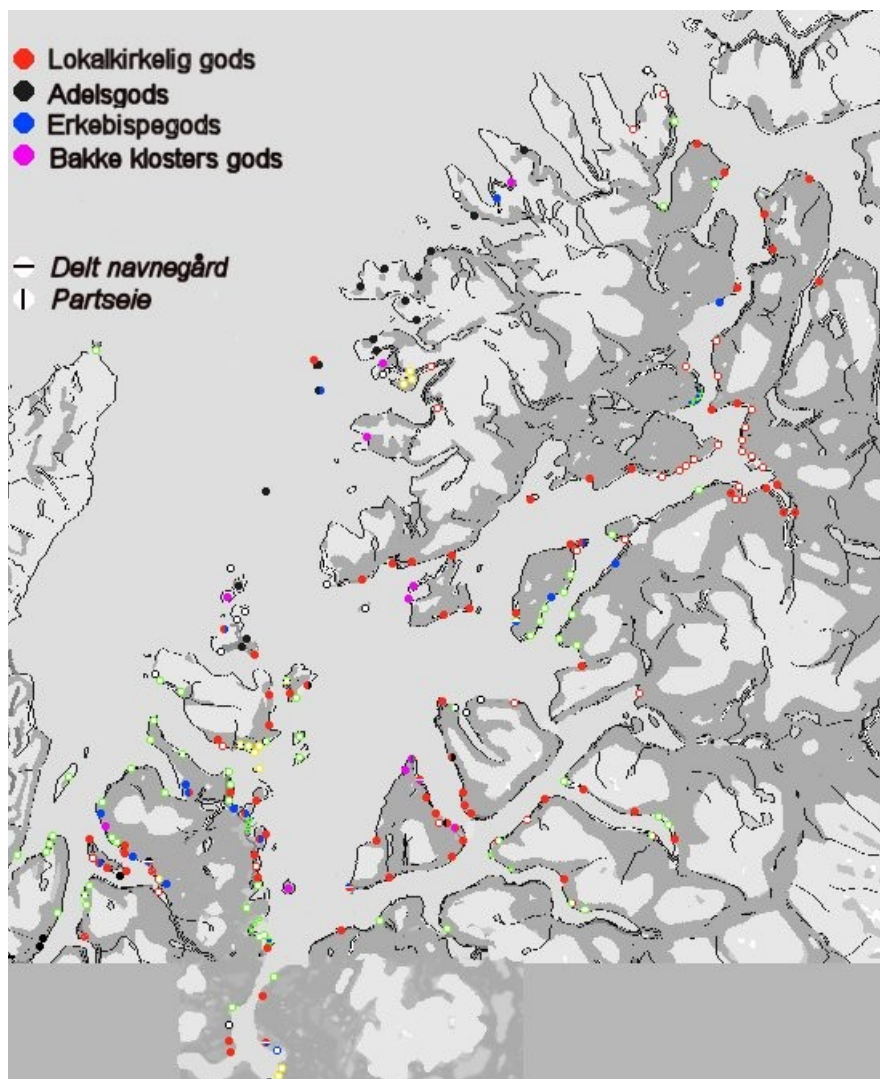 Lokalkirkelig gods
Adelsgods
Erkebispegods
Bakke klosters gods
Delt navnegård
Partseie